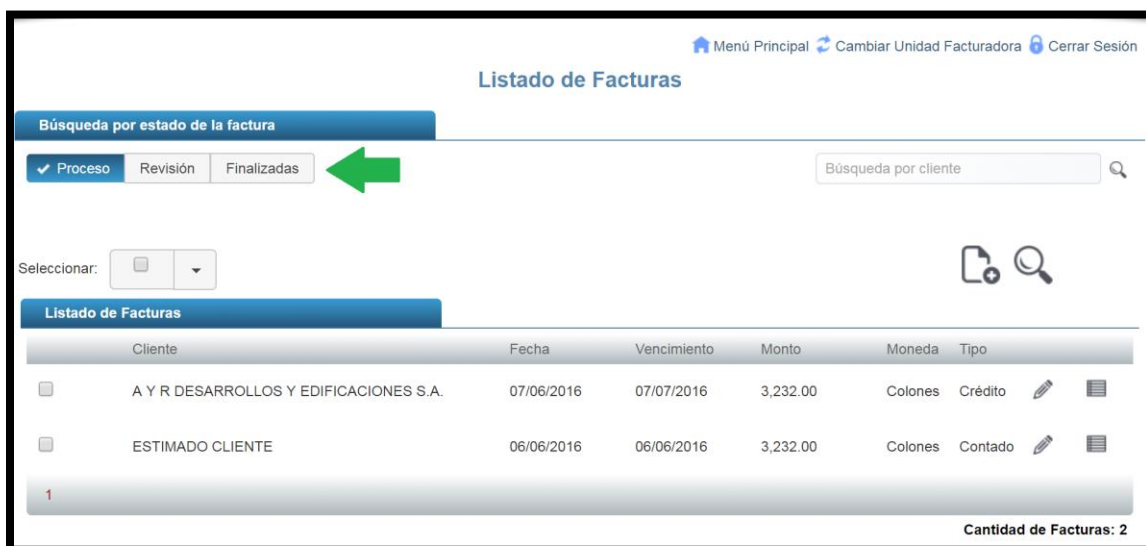 Menú Principal Cambiar Unidad Facturadora Cerrar Sesión
Listado de Facturas
Búsqueda por estado de la factura
Proceso Revisión Finalizadas Búsqueda por cliente
Seleccionar:
Listado de Facturas
Cliente Fecha Vencimiento Monto Moneda Tipo
A Y R DESARROLLOS Y EDIFICACIONES S.A. 07/06/2016 07/07/2016 3,232.00 Colones Crédito
ESTIMADO CLIENTE 06/06/2016 06/06/2016 3,232.00 Colones Contado
1
Cantidad de Facturas: 2